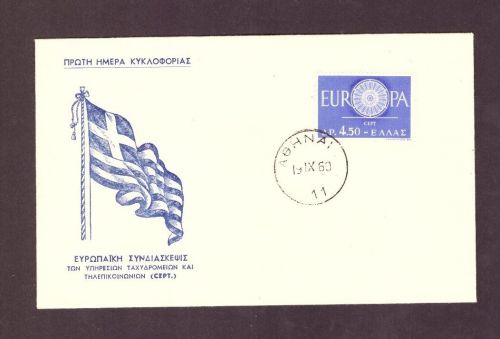 ΠΡΩΤΗ ΗΜΕΡΑ ΚΥΚΛΟΦΟΡΙΑΣ
EUROPA
CEPT
ΔΡ. 4.50 - ΕΛΛΑΣ
ΑΘΗΝΑΙ
19 IX 60
11
ΕΥΡΩΠΑΪΚΗ ΣΥΝΔΙΑΣΚΕΨΙΣ
ΤΩΝ ΥΠΗΡΕΣΙΩΝ ΤΑΧΥΔΡΟΜΕΙΩΝ ΚΑΙ
ΤΗΛΕΠΙΚΟΙΝΩΝΙΩΝ (CEPT.)